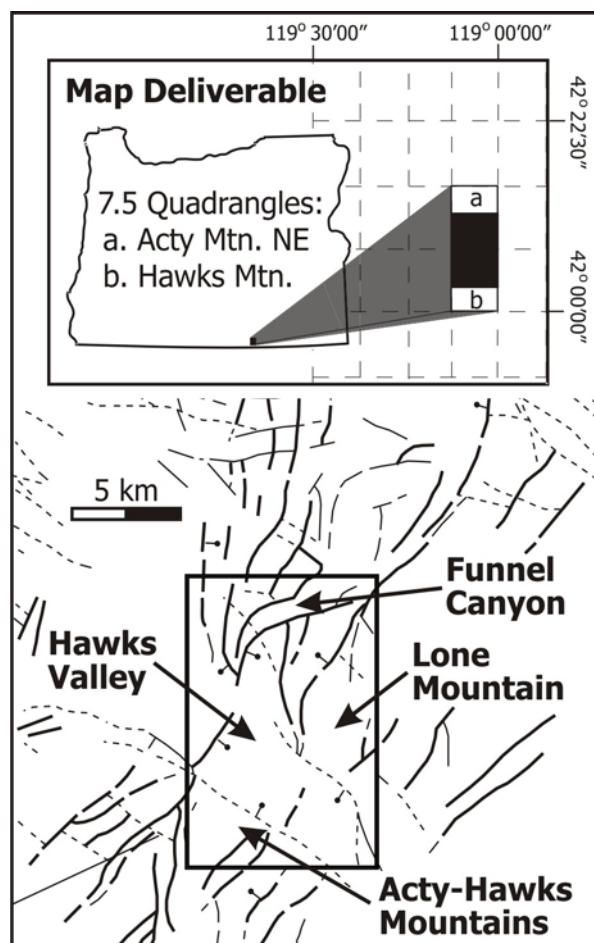 119° 30’00’’ 119° 00’00’’
Map Deliverable
42° 22’30’’
7.5 Quadrangles:
a. Acty Mtn. NE
b. Hawks Mtn.
a
b
42° 00’00’’
5 km
Funnel
Canyon
Hawks
Valley
Lone
Mountain
Acty-Hawks
Mountains